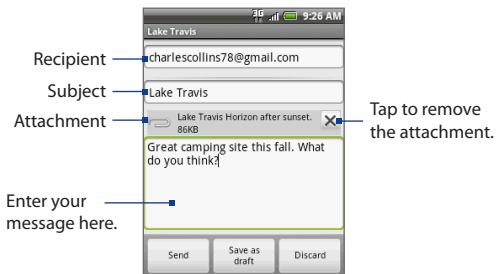 3G 9:26 AM
Lake Travis
Recipient
charlescollins78@gmail.com
Subject
Lake Travis
Attachment
Lake Travis Horizon after sunset.
86KB
Tap to remove
the attachment.
Great camping site this fall. What
do you think?
Enter your
message here.
Send
Save as
draft
Discard